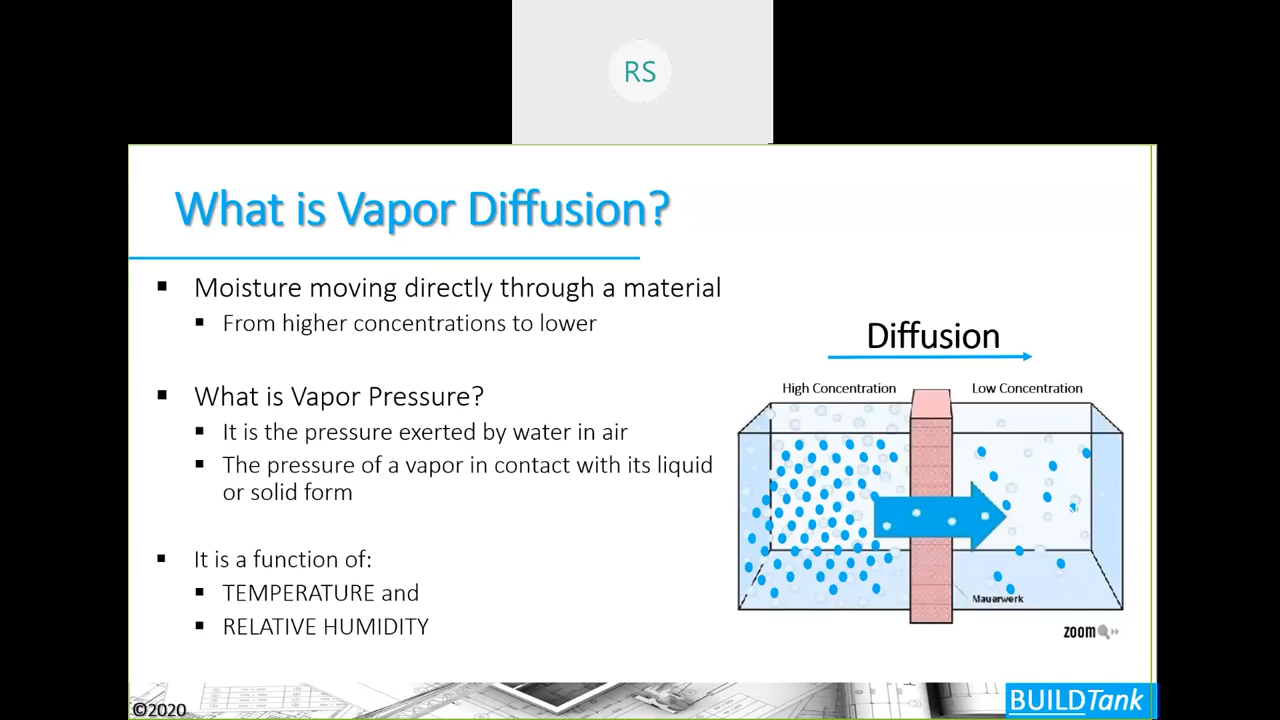 RS
What is Vapor Diffusion?
Moisture moving directly through a material
From higher concentrations to lower
What is Vapor Pressure?
It is the pressure exerted by water in air
The pressure of a vapor in contact with its liquid
or solid form
It is a function of:
TEMPERATURE and
RELATIVE HUMIDITY
Diffusion
High Concentration
Low Concentration
Mauerwerk
zoom
©2020
BUILDTank